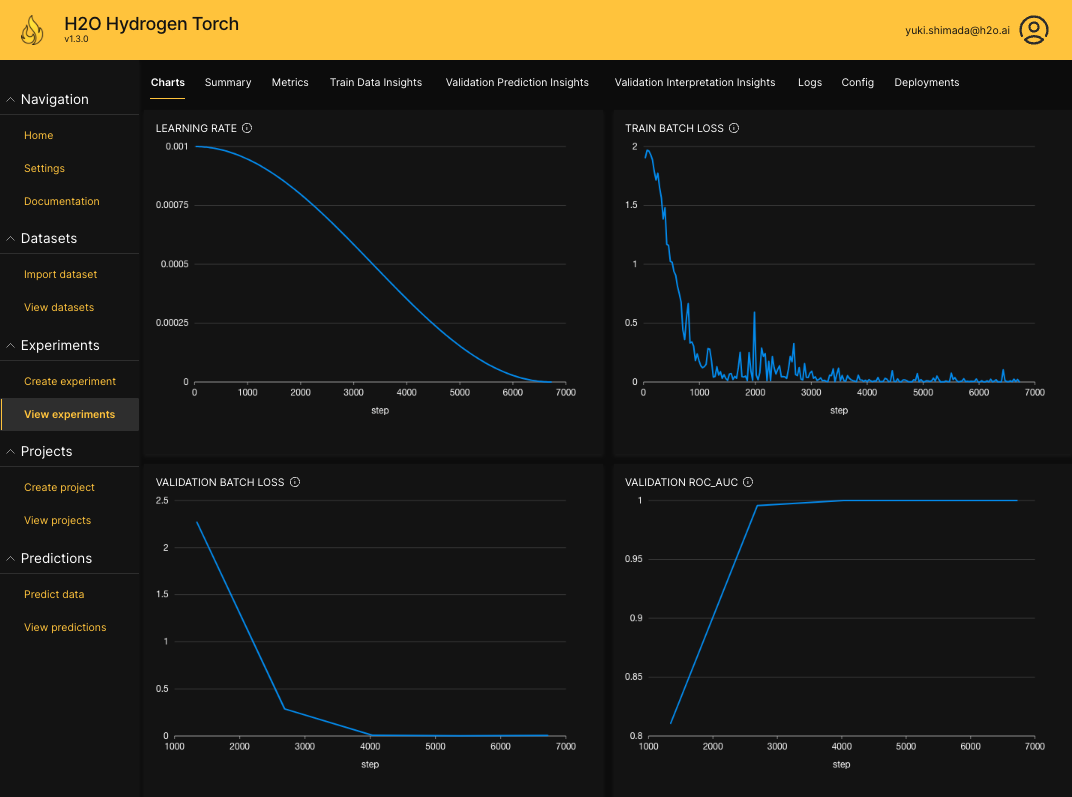 H2O Hydrogen Torch
v1.3.0
yuki.shimada@h2o.ai
Navigation
Home
Settings
Documentation
Datasets
Import dataset
View datasets
Experiments
Create experiment
View experiments
Projects
Create project
View projects
Predictions
Predict data
View predictions
Charts Summary Metrics Train Data Insights Validation Prediction Insights Validation Interpretation Insights Logs Config Deployments
LEARNING RATE
0.001
0.00075
0.0005
0.00025
0
0 1000 2000 3000 4000 5000 6000 7000
step
TRAIN BATCH LOSS
2
1.5
1
0.5
0
0 1000 2000 3000 4000 5000 6000 7000
step
VALIDATION BATCH LOSS
2.5
2
1.5
1
0.5
0
1000 2000 3000 4000 5000 6000 7000
step
VALIDATION ROC_AUC
1
0.95
0.9
0.85
0.8
1000 2000 3000 4000 5000 6000 7000
step